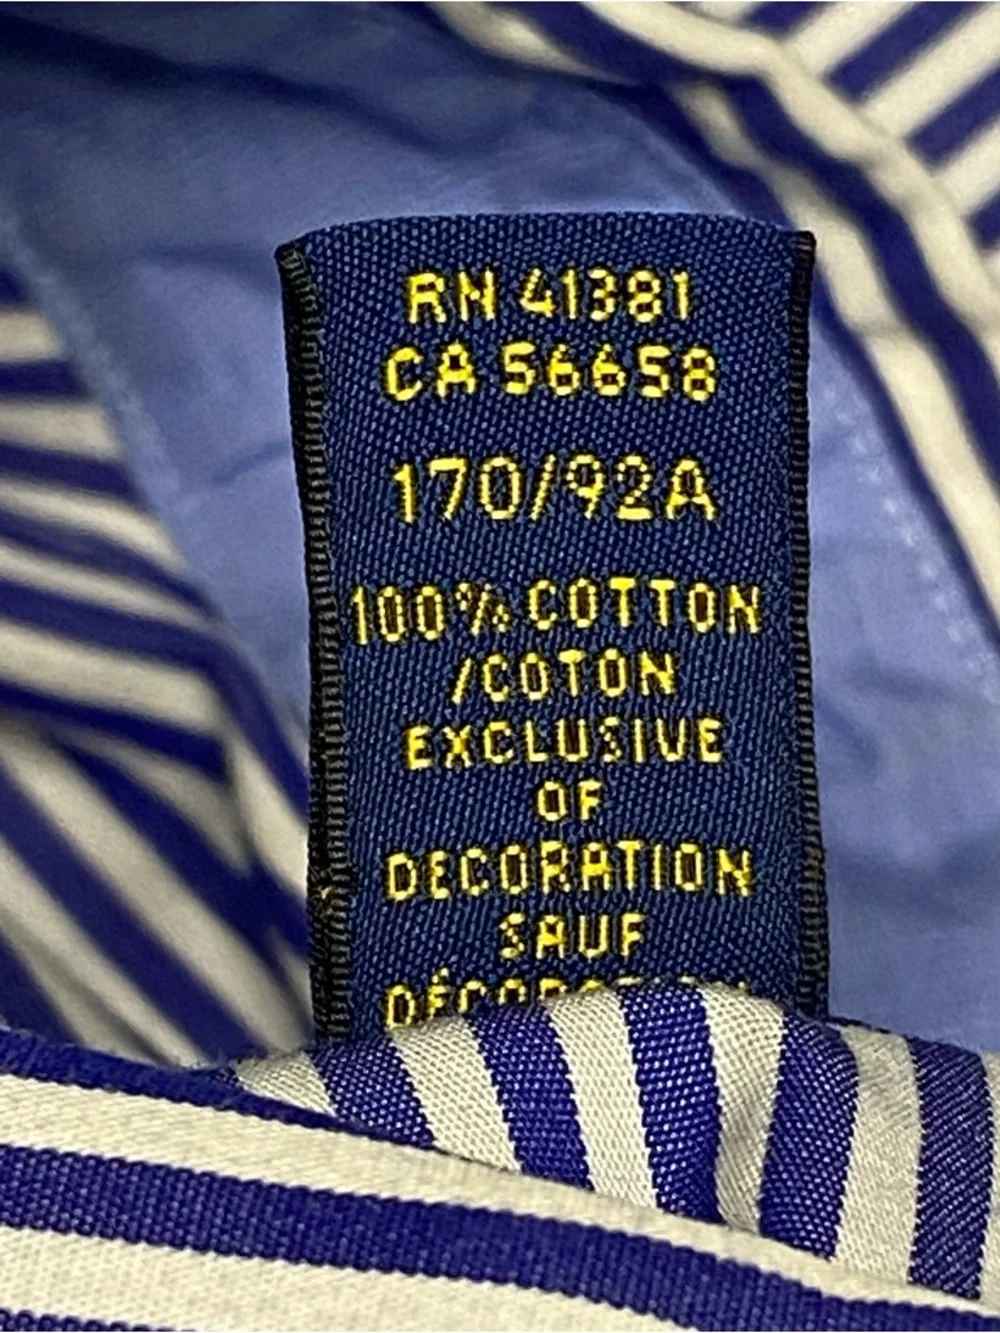 RN 41381
CA 56658
170/92A
100% COTTON
/COTON
EXCLUSIVE
OF
DECORATION
SAUF